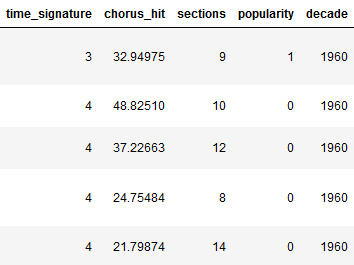 time_signature chorus_hit sections popularity decade
3 32.94975 9 1 1960
4 48.82510 10 0 1960
4 37.22663 12 0 1960
4 24.75484 8 0 1960
4 21.79874 14 0 1960